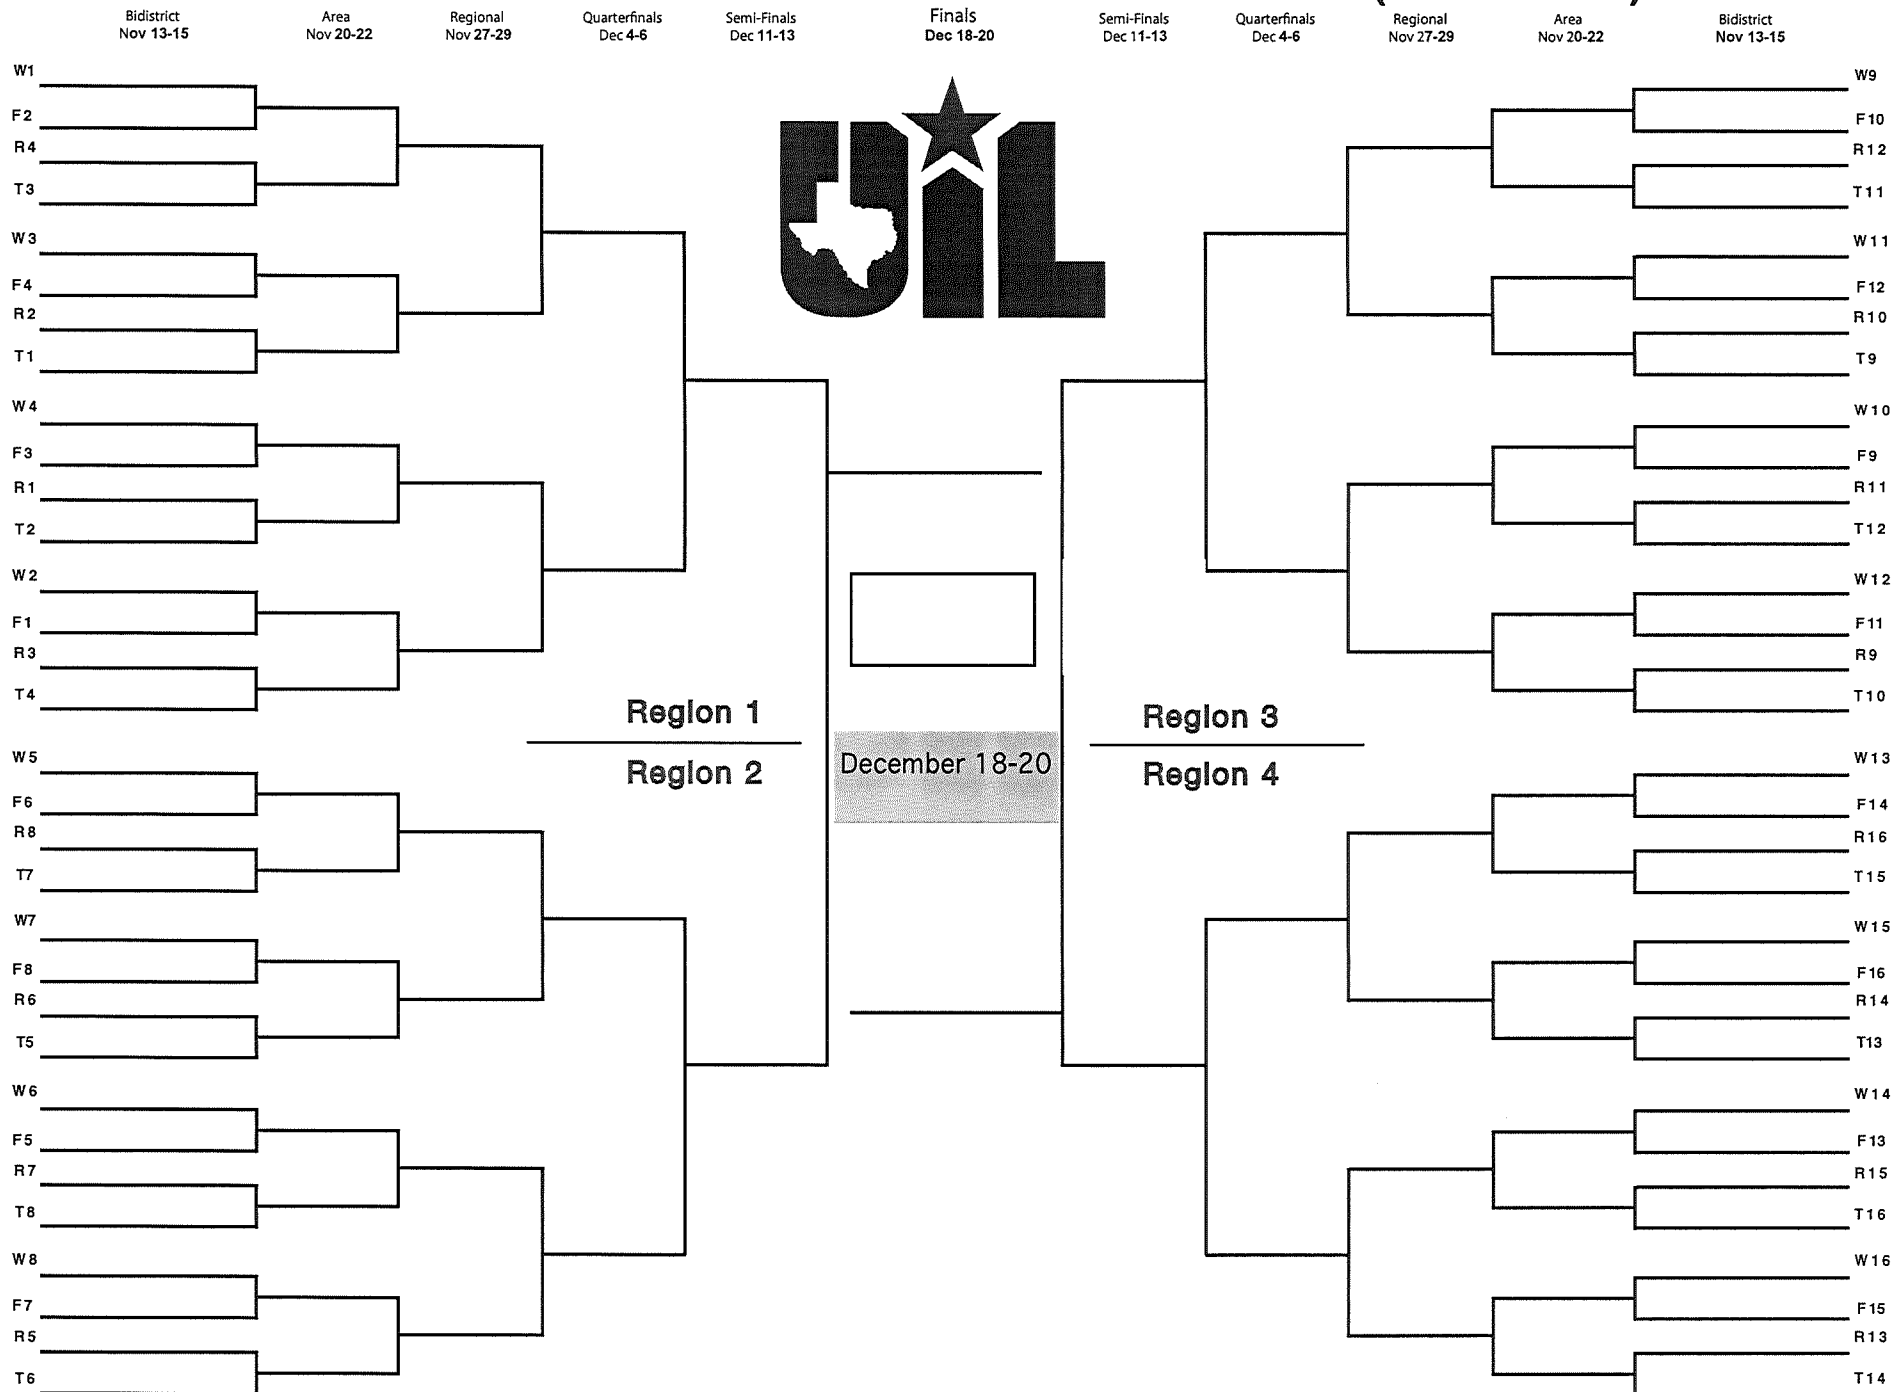 Bidistrict
Nov 13-15
Area
Nov 20-22
Regional
Nov 27-29
Quarterfinals
Dec 4-6
Semi-Finals
Dec 11-13
Finals
Dec 18-20
Semi-Finals
Dec 11-13
Quarterfinals
Dec 4-6
Regional
Nov 27-29
Area
Nov 20-22
Bidistrict
Nov 13-15
W1
F2
R4
T3
W3
F4
R2
T1
W4
F3
R1
T2
W2
F1
R3
T4
W5
F6
R8
T7
W7
F8
R6
T5
W6
F5
R7
T8
W8
F7
R5
T6
UIL
Region 1
Region 2
December 18-20
Region 3
Region 4
W9
F10
R12
T11
W11
F12
R10
T9
W10
F9
R11
T12
W12
F11
R9
T10
W13
F14
R16
T15
W15
F16
R14
T13
W14
F13
R15
T16
W16
F15
R13
T14